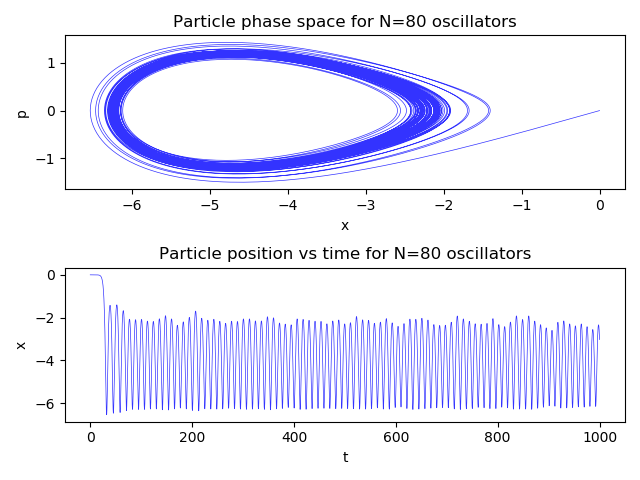 Particle phase space for N=80 oscillators
1
0
−1
p
−6 −5 −4 −3 −2 −1 0
x
Particle position vs time for N=80 oscillators
0
−2
−4
−6
x
0 200 400 600 800 1000
t